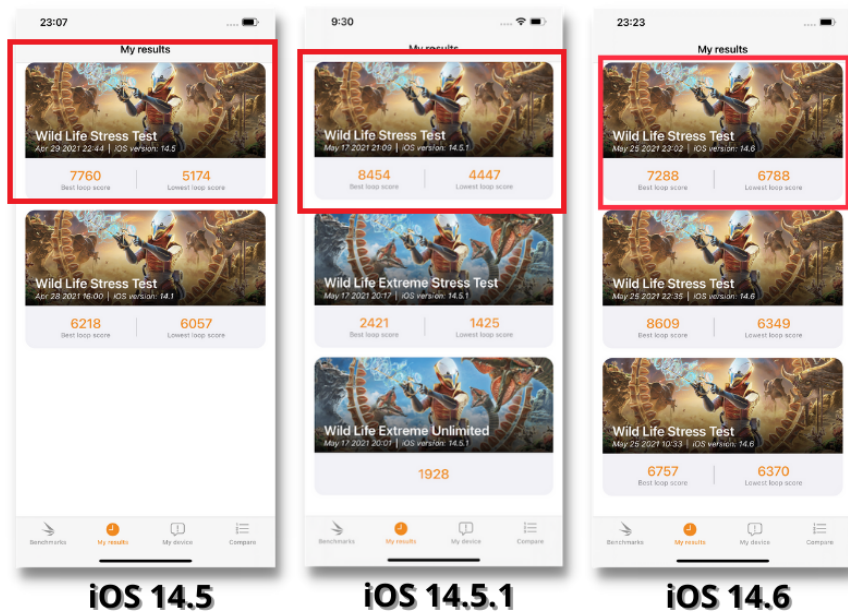 23:07
My results
Wild Life Stress Test
Apr 29 2021 22:44 | iOS version: 14.5
7760 5174
Best loop score Lowest loop score
Wild Life Stress Test
Apr 28 2021 16:00 | iOS version: 14.1
6218 6057
Best loop score Lowest loop score
Benchmarks My results My device Compare
iOS 14.5
9:30
My results
Wild Life Stress Test
May 17 2021 21:09 | iOS version: 14.5.1
8454 4447
Best loop score Lowest loop score
Wild Life Extreme Stress Test
May 17 2021 20:17 | iOS version: 14.5.1
2421 1425
Best loop score Lowest loop score
Wild Life Extreme Unlimited
May 17 2021 20:01 | iOS version: 14.5.1
1928
Benchmarks My results My device Compare
iOS 14.5.1
23:23
My results
Wild Life Stress Test
May 25 2021 23:02 | iOS version: 14.6
7288 6788
Best loop score Lowest loop score
Wild Life Stress Test
May 25 2021 22:35 | iOS version: 14.6
8609 6349
Best loop score Lowest loop score
Wild Life Stress Test
May 25 2021 10:33 | iOS version: 14.6
6757 6370
Best loop score Lowest loop score
Benchmarks My results My device Compare
iOS 14.6